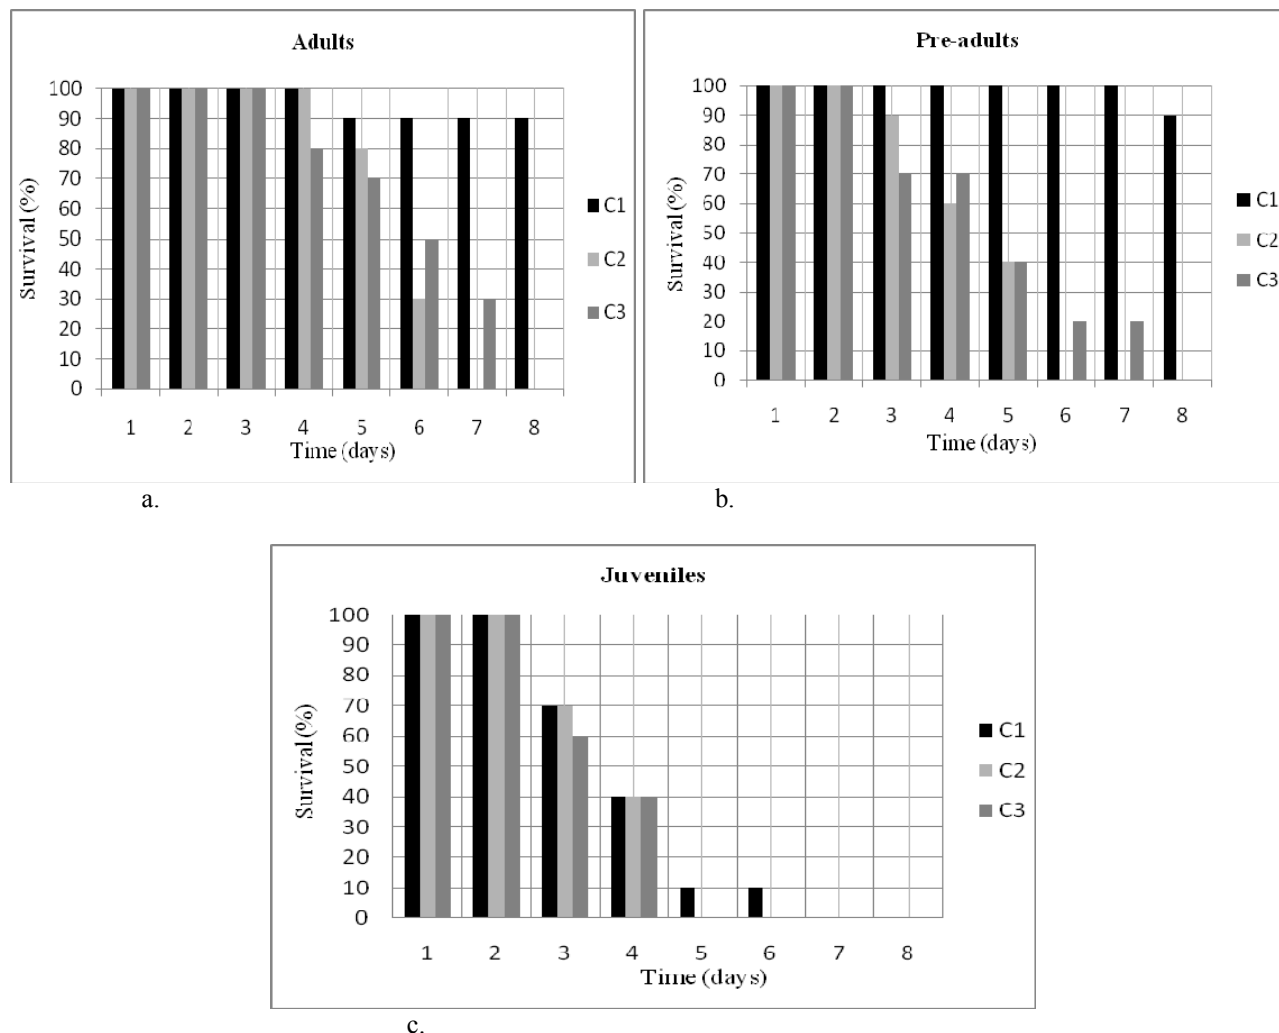 Adults
100
90
80
70
60
50
40
30
20
10
0
Survival (%)
1 2 3 4 5 6 7 8
Time (days)
C1
C2
C3
a.
Pre-adults
100
90
80
70
60
50
40
30
20
10
0
Survival (%)
1 2 3 4 5 6 7 8
Time (days)
C1
C2
C3
b.
Juveniles
100
90
80
70
60
50
40
30
20
10
0
Survival (%)
1 2 3 4 5 6 7 8
Time (days)
C1
C2
C3
c.